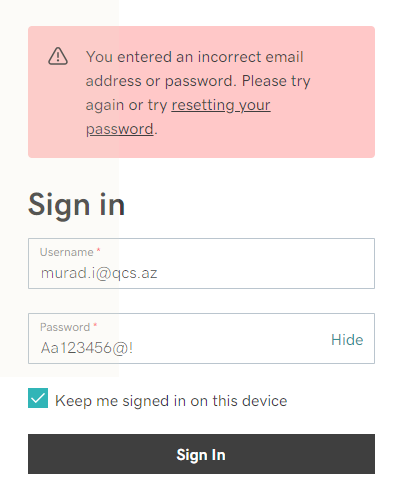 You entered an incorrect email
address or password. Please try
again or try resetting your
password.
Sign in
Username *
murad.i@qcs.az
Password *
Aa123456@!
Hide
Keep me signed in on this device
Sign In